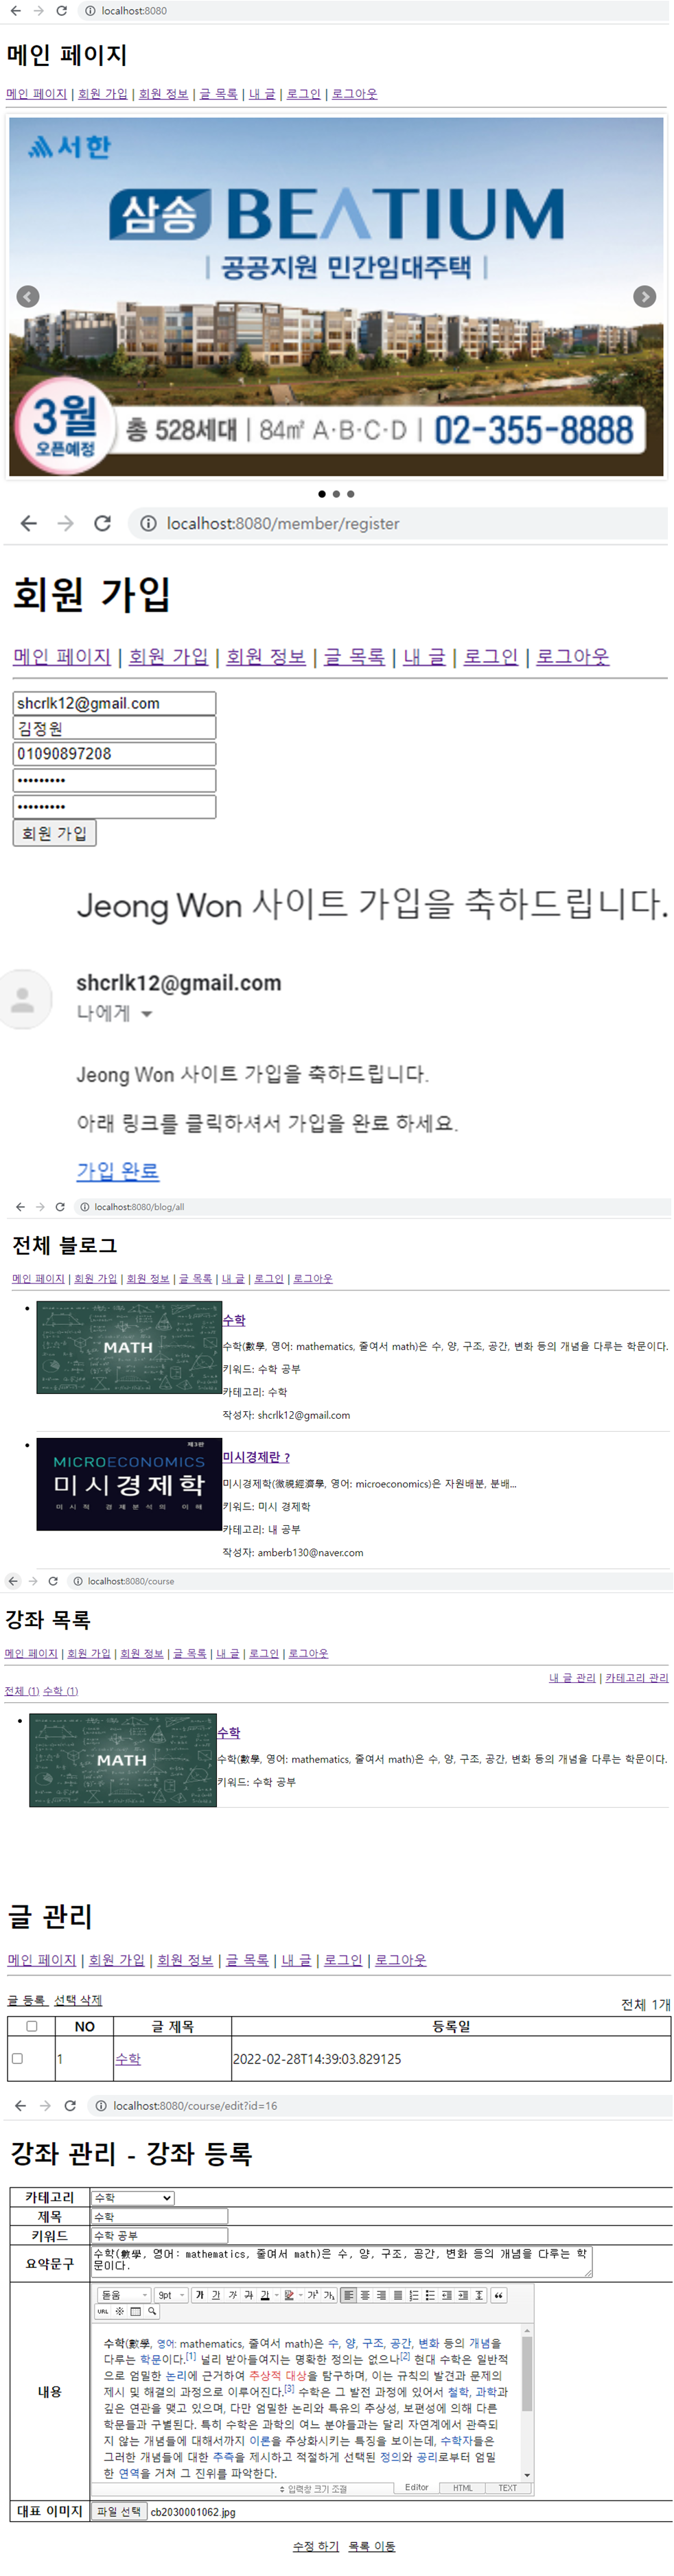 localhost:8080
메인 페이지
메인 페이지 | 회원 가입 | 회원 정보 | 글 목록 | 내 글 | 로그인 | 로그아웃
서한
삼송 BEATIUM
| 공공지원 민간임대주택 |
3월
오픈예정
총 528세대 | 84㎡ A·B·C·D | 02-355-8888
localhost:8080/member/register
회원 가입
메인 페이지 | 회원 가입 | 회원 정보 | 글 목록 | 내 글 | 로그인 | 로그아웃
shcrlk12@gmail.com
김정원
01090897208
•••••••••
•••••••••
회원 가입
Jeong Won 사이트 가입을 축하드립니다.
shcrlk12@gmail.com
나에게
Jeong Won 사이트 가입을 축하드립니다.
아래 링크를 클릭하셔서 가입을 완료 하세요.
가입 완료
localhost:8080/blog/all
전체 블로그
메인 페이지 | 회원 가입 | 회원 정보 | 글 목록 | 내 글 | 로그인 | 로그아웃
MATH
수학
수학(數學, 영어: mathematics, 줄여서 math)은 수, 양, 구조, 공간, 변화 등의 개념을 다루는 학문이다.
키워드: 수학 공부
카테고리: 수학
작성자: shcrlk12@gmail.com
제3판
MICROECONOMICS
미시경제학
미시적 경제분석의 이해
미시경제란 ?
미시경제학(微視經濟學, 영어: microeconomics)은 자원배분, 분배...
키워드: 미시 경제학
카테고리: 내 공부
작성자: amberb130@naver.com
localhost:8080/course
강좌 목록
메인 페이지 | 회원 가입 | 회원 정보 | 글 목록 | 내 글 | 로그인 | 로그아웃
내 글 관리 | 카테고리 관리
전체 (1) 수학 (1)
MATH
수학
수학(數學, 영어: mathematics, 줄여서 math)은 수, 양, 구조, 공간, 변화 등의 개념을 다루는 학문이다.
키워드: 수학 공부
글 관리
메인 페이지 | 회원 가입 | 회원 정보 | 글 목록 | 내 글 | 로그인 | 로그아웃
글 등록 선택 삭제
전체 1개
NO 글 제목 등록일
1 수학 2022-02-28T14:39:03.829125
localhost:8080/course/edit?id=16
강좌 관리 - 강좌 등록
카테고리 수학
제목 수학
키워드 수학 공부
요약문구 수학(數學, 영어: mathematics, 줄여서 math)은 수, 양, 구조, 공간, 변화 등의 개념을 다루는 학
문이다.
내용
돋움 9pt 가 가 가 가 가 가 가
URL
수학(數學, 영어: mathematics, 줄여서 math)은 수, 양, 구조, 공간, 변화 등의 개념을
다루는 학문이다.[1] 널리 받아들여지는 명확한 정의는 없으나[2] 현대 수학은 일반적
으로 엄밀한 논리에 근거하여 추상적 대상을 탐구하며, 이는 규칙의 발견과 문제의
제시 및 해결의 과정으로 이루어진다.[3] 수학은 그 발전 과정에 있어서 철학, 과학과
깊은 연관을 맺고 있으며, 다만 엄밀한 논리와 특유의 추상성, 보편성에 의해 다른
학문들과 구별된다. 특히 수학은 과학의 여느 분야들과는 달리 자연계에서 관측되
지 않는 개념들에 대해서까지 이론을 추상화시키는 특징을 보이는데, 수학자들은
그러한 개념들에 대한 추측을 제시하고 적절하게 선택된 정의와 공리로부터 엄밀
한 연역을 거쳐 그 진위를 파악한다.
입력창 크기 조절 Editor HTML TEXT
대표 이미지 파일 선택 cb2030001062.jpg
수정 하기 목록 이동